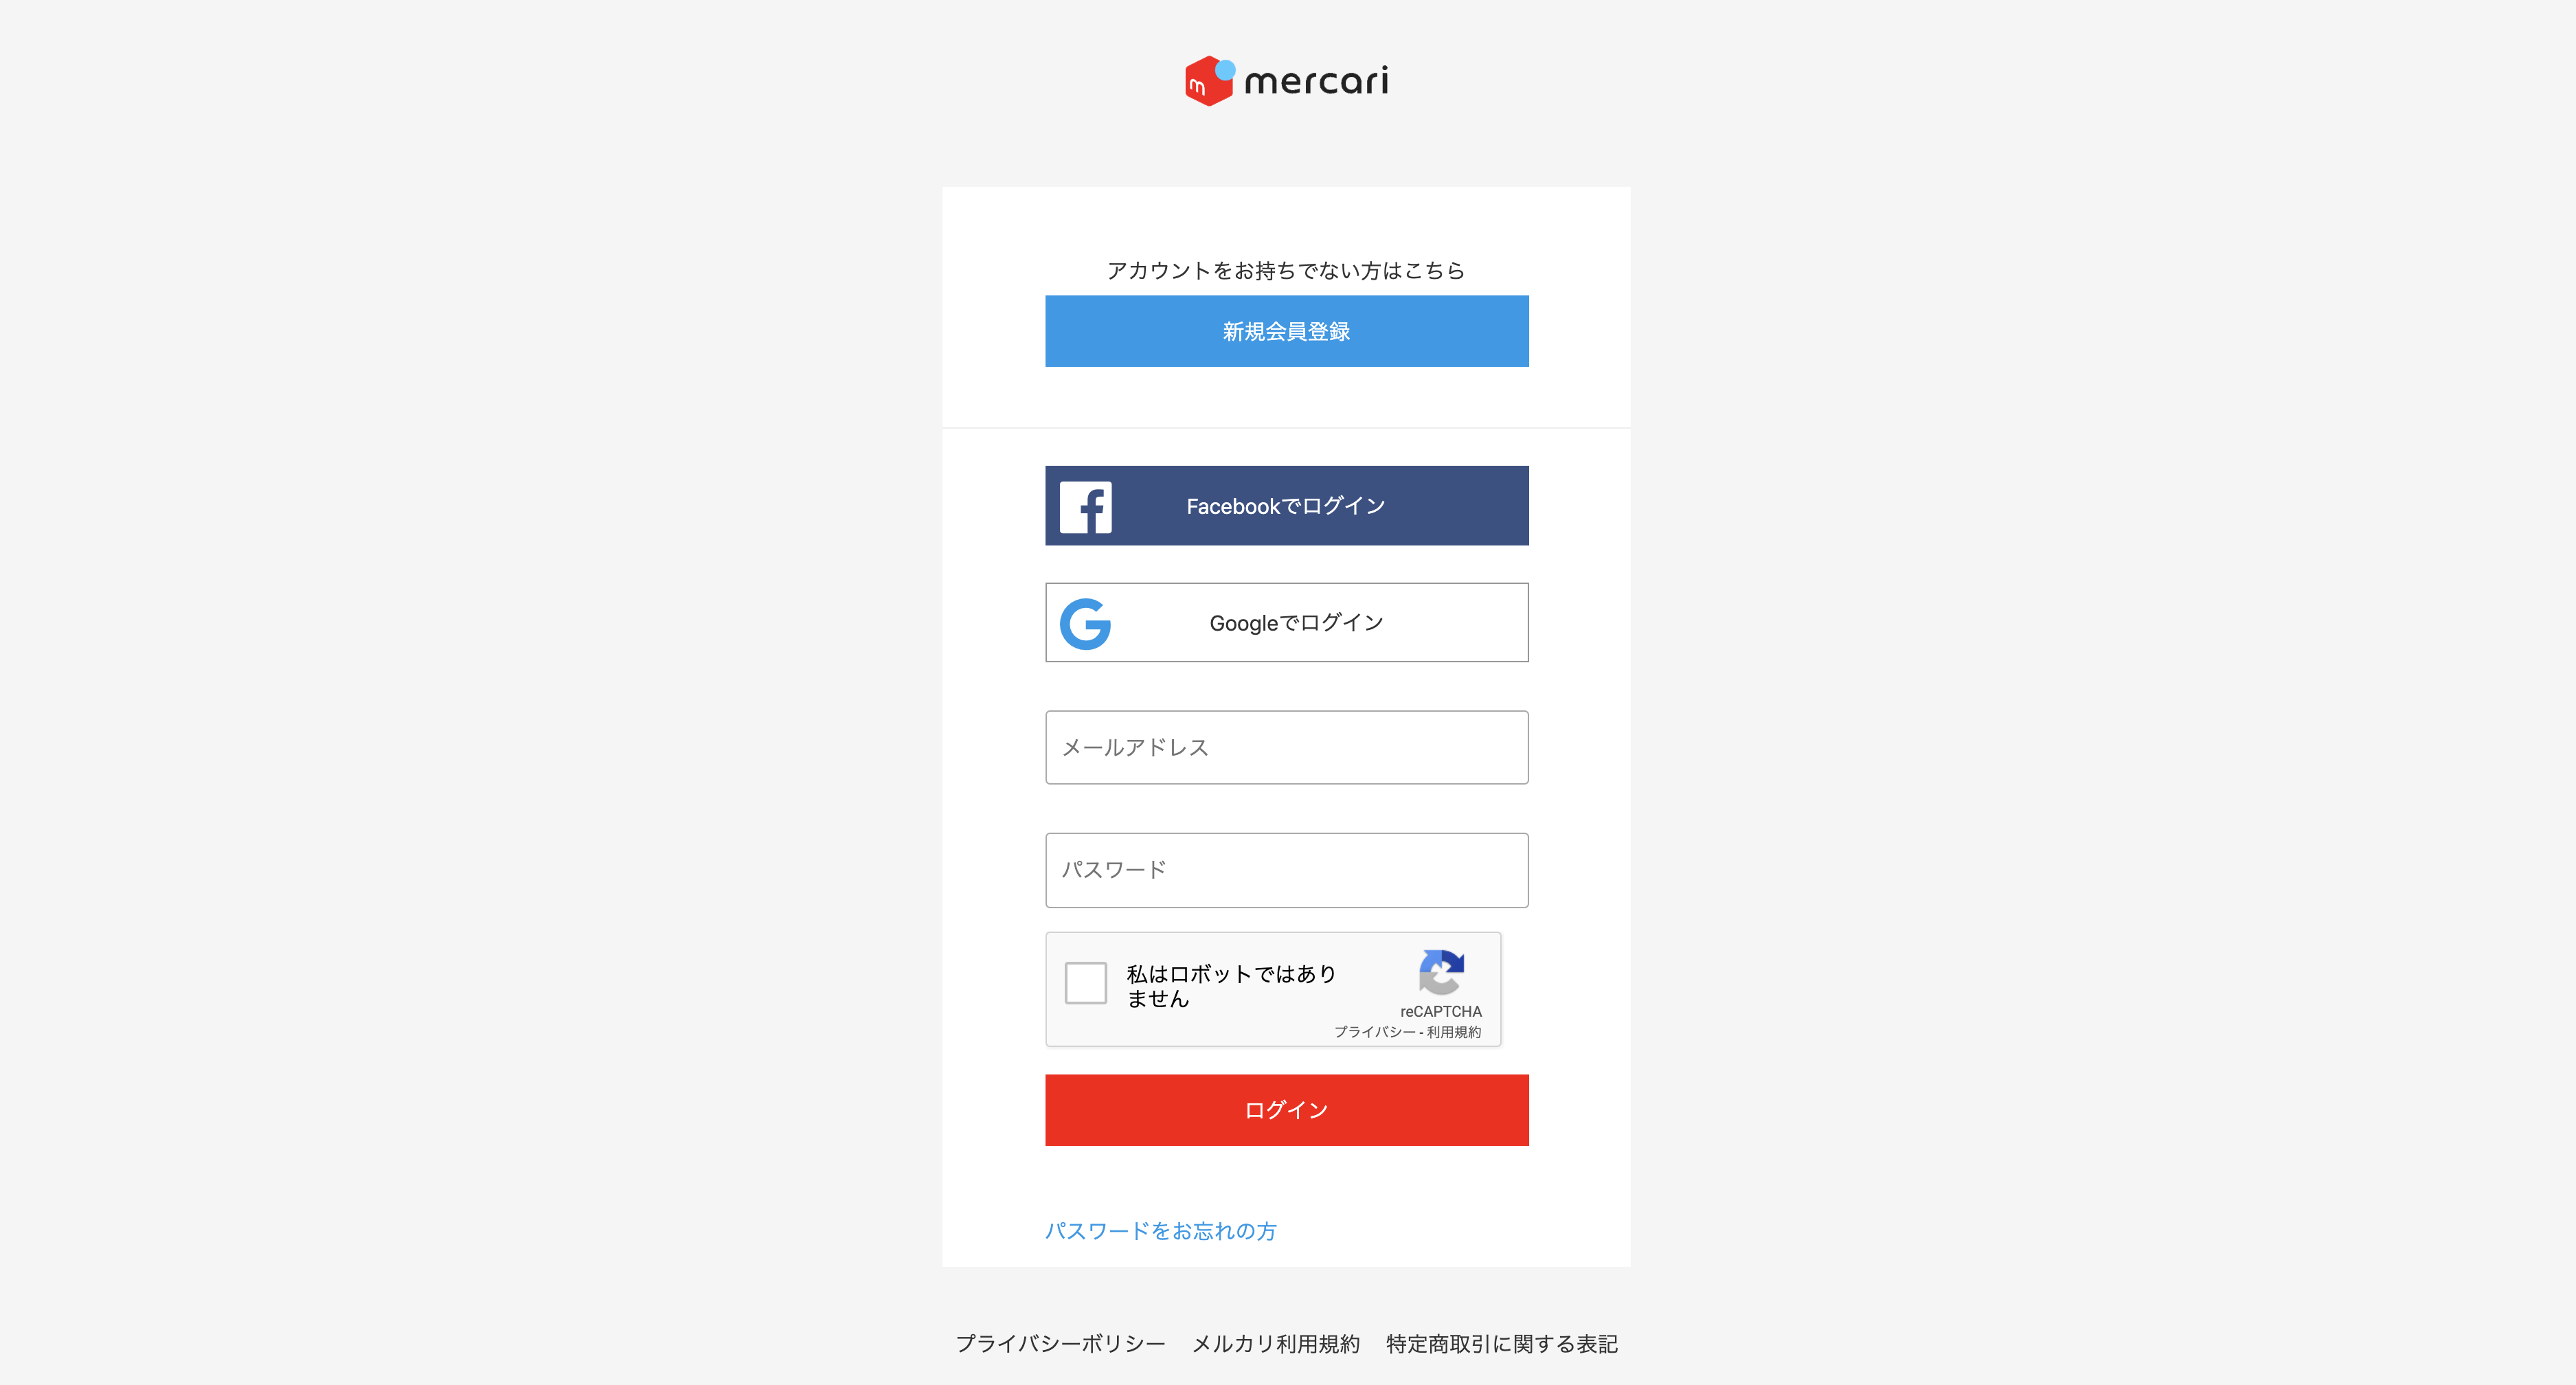 mercari
アカウントをお持ちでない方はこちら
新規会員登録
Facebookでログイン
Googleでログイン
メールアドレス
パスワード
私はロボットではあり
ません
reCAPTCHA
プライバシー - 利用規約
ログイン
パスワードをお忘れの方
プライバシーポリシー メルカリ利用規約 特定商取引に関する表記